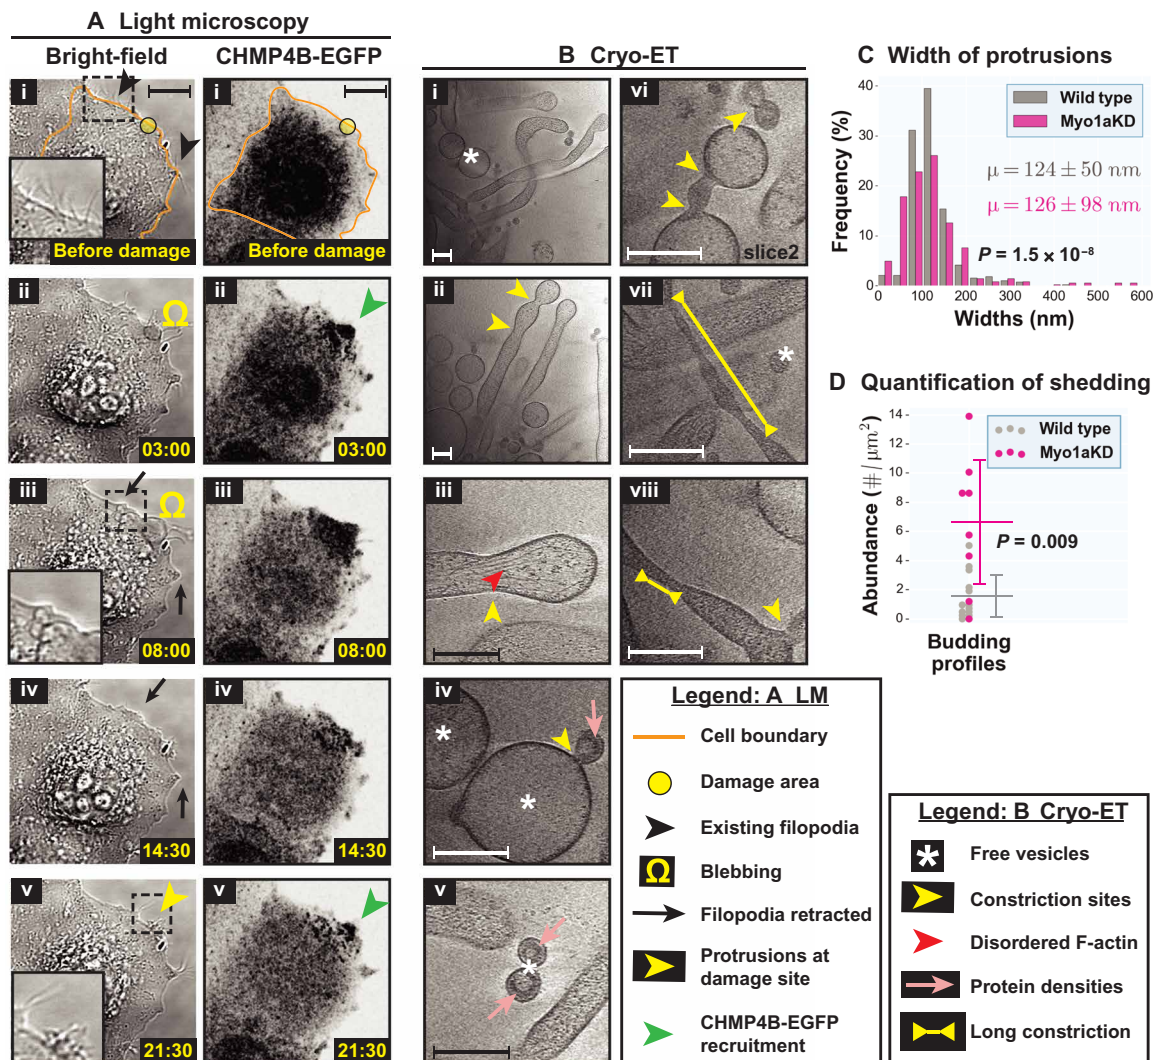 A Light microscopy
Bright-field
CHMP4B-EGFP
i
Before damage
i
Before damage
ii
Ω
03:00
ii
03:00
iii
Ω
08:00
iii
08:00
iv
14:30
iv
14:30
v
21:30
v
21:30
B Cryo-ET
i
*
vi
slice2
ii
vii
*
iii
viii
iv
*
*
v
*
Legend: A LM
Cell boundary
Damage area
Existing filopodia
Ω Blebbing
Filopodia retracted
Protrusions at
damage site
CHMP4B-EGFP
recruitment
C Width of protrusions
Frequency (%)
40
30
20
10
0
Wild type
Myo1aKD
μ = 124 ± 50 nm
μ = 126 ± 98 nm
P = 1.5 × 10⁻⁸
0 100 200 300 400 500 600
Widths (nm)
D Quantification of shedding
Abundance (#/μm²)
14
12
10
8
6
4
2
0
Wild type
Myo1aKD
P = 0.009
Budding
profiles
Legend: B Cryo-ET
* Free vesicles
Constriction sites
Disordered F-actin
Protein densities
Long constriction